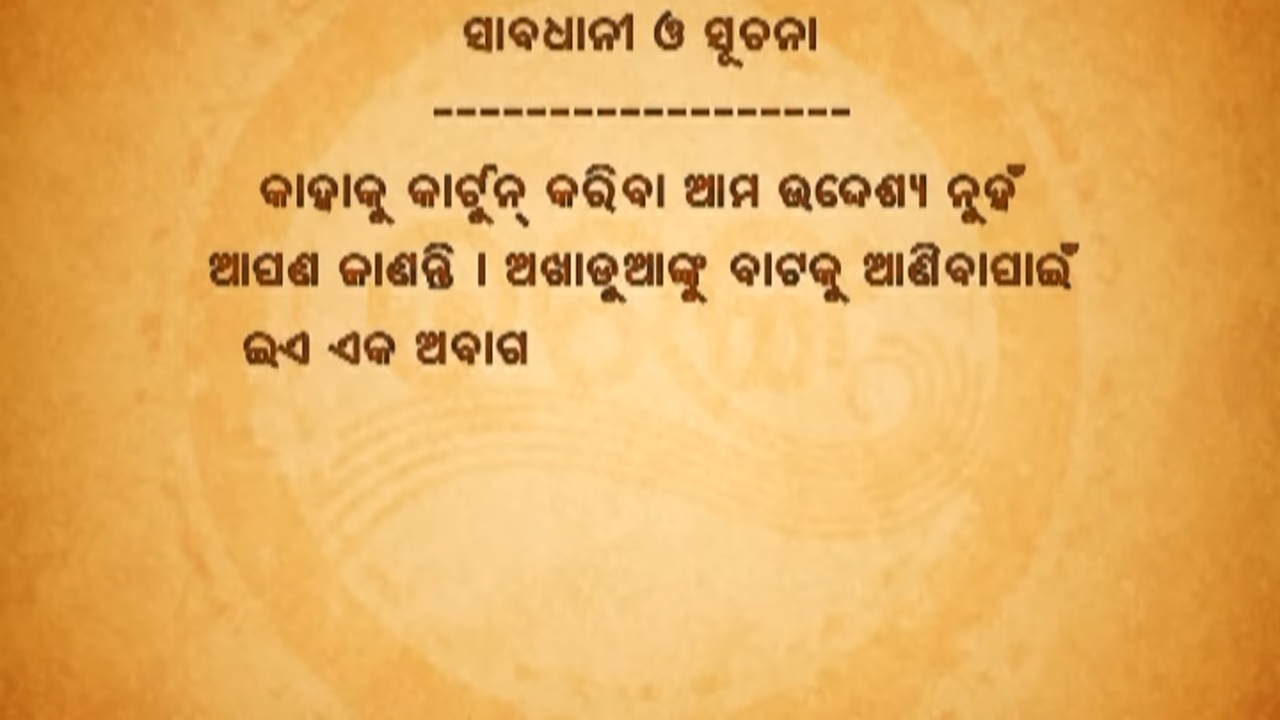 ସାବଧାନୀ ଓ ସୂଚନା
------------------
କାହାକୁ କାର୍ଟୁନ୍ କରିବା ଆମ ଉଦ୍ଦେଶ୍ୟ ନୁହଁ
ଆପଣ ଜାଣନ୍ତି । ଅଖାଡୁଆଙ୍କୁ ବାଟକୁ ଆଣିବାପାଇଁ
ଇଏ ଏକ ଅବାଗ